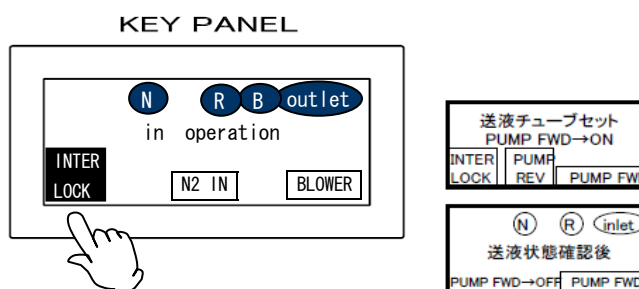 KEY PANEL
N R B outlet
in operation
INTER
LOCK
N2 IN
BLOWER
送液チューブセット
PUMP FWD→ON
INTER PUMP
LOCK REV PUMP FW
N R inlet
送液状態確認後
PUMP FWD→OFF PUMP FWD